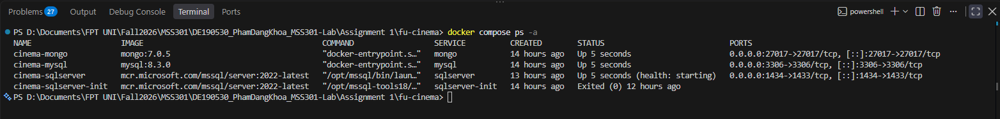 Problems 27 Output Debug Console Terminal Ports powershell
PS D:\Documents\FPT UNI\Fall2026\MSS301\DE190530_PhamDangKhoa_MSS301-Lab\Assignment 1\fu-cinema> docker compose ps -a
NAME IMAGE COMMAND SERVICE CREATED STATUS PORTS
cinema-mongo mongo:7.0.5 "docker-entrypoint.s…" mongo 14 hours ago Up 5 seconds 0.0.0.0:27017->27017/tcp, [::]:27017->27017/tcp
cinema-mysql mysql:8.3.0 "docker-entrypoint.s…" mysql 14 hours ago Up 5 seconds 0.0.0.0:3306->3306/tcp, [::]:3306->3306/tcp
cinema-sqlserver mcr.microsoft.com/mssql/server:2022-latest "/opt/mssql/bin/laun…" sqlserver 13 hours ago Up 5 seconds (health: starting) 0.0.0.0:1434->1433/tcp, [::]:1434->1433/tcp
cinema-sqlserver-init mcr.microsoft.com/mssql/server:2022-latest "/opt/mssql-tools18/…" sqlserver-init 14 hours ago Exited (0) 12 hours ago
PS D:\Documents\FPT UNI\Fall2026\MSS301\DE190530_PhamDangKhoa_MSS301-Lab\Assignment 1\fu-cinema>